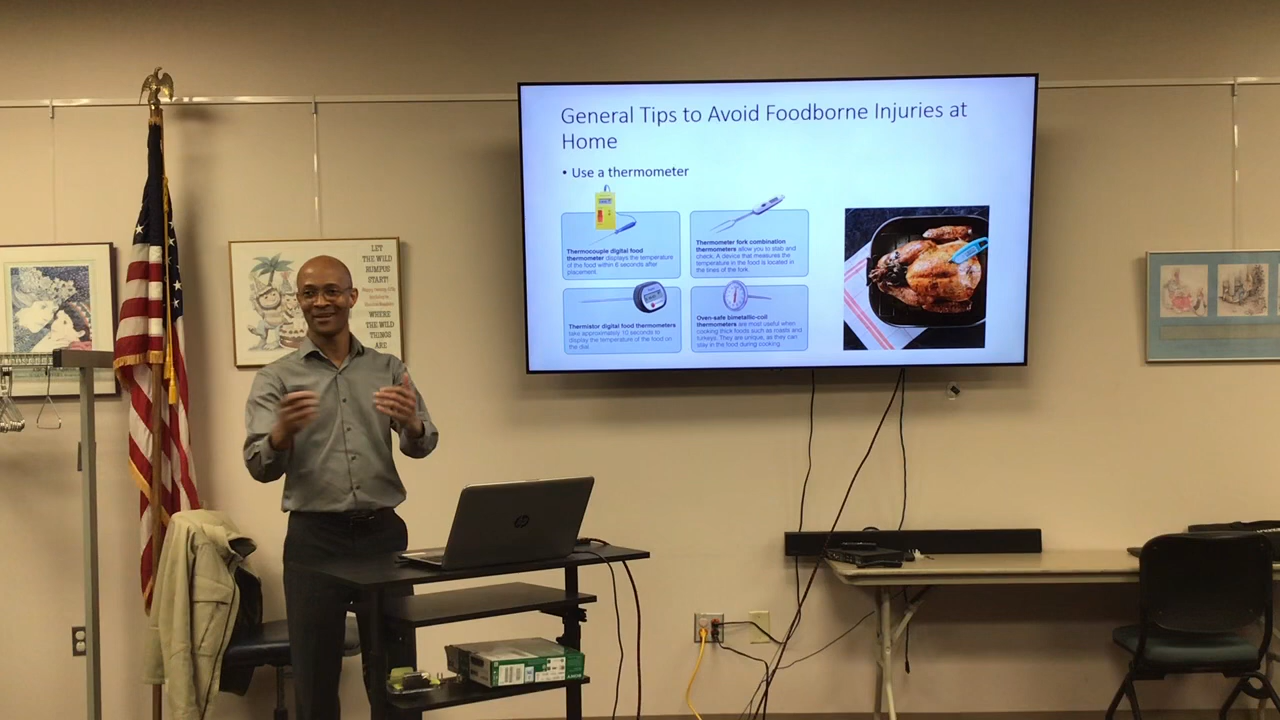 General Tips to Avoid Foodborne Injuries at
Home
• Use a thermometer
Thermocouple digital food
thermometer displays the temperature
of the food within 6 seconds after
placement.
Thermometer fork combination
thermometers allow you to stab and
check. A device that measures the
temperature in the food is located in
the tines of the fork.
Thermistor digital food thermometers
take approximately 10 seconds to
display the temperature of the food on
the dial.
Oven-safe bimetallic-coil
thermometers are most useful when
cooking thick foods such as roasts and
turkeys. They are unique, as they can
stay in the food during cooking.
LET
THE WILD
RUMPUS
START!
WHERE
THE WILD
THINGS
ARE
hp